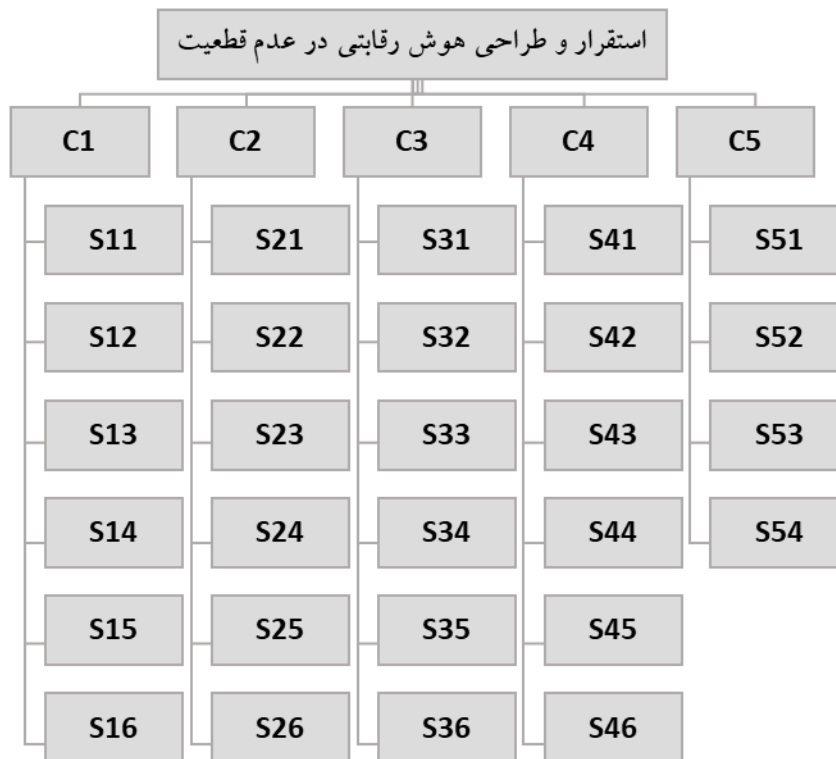 استقرار و طراحی هوش رقابتی در عدم قطعیت
C1 C2 C3 C4 C5
S11 S21 S31 S41 S51
S12 S22 S32 S42 S52
S13 S23 S33 S43 S53
S14 S24 S34 S44 S54
S15 S25 S35 S45
S16 S26 S36 S46